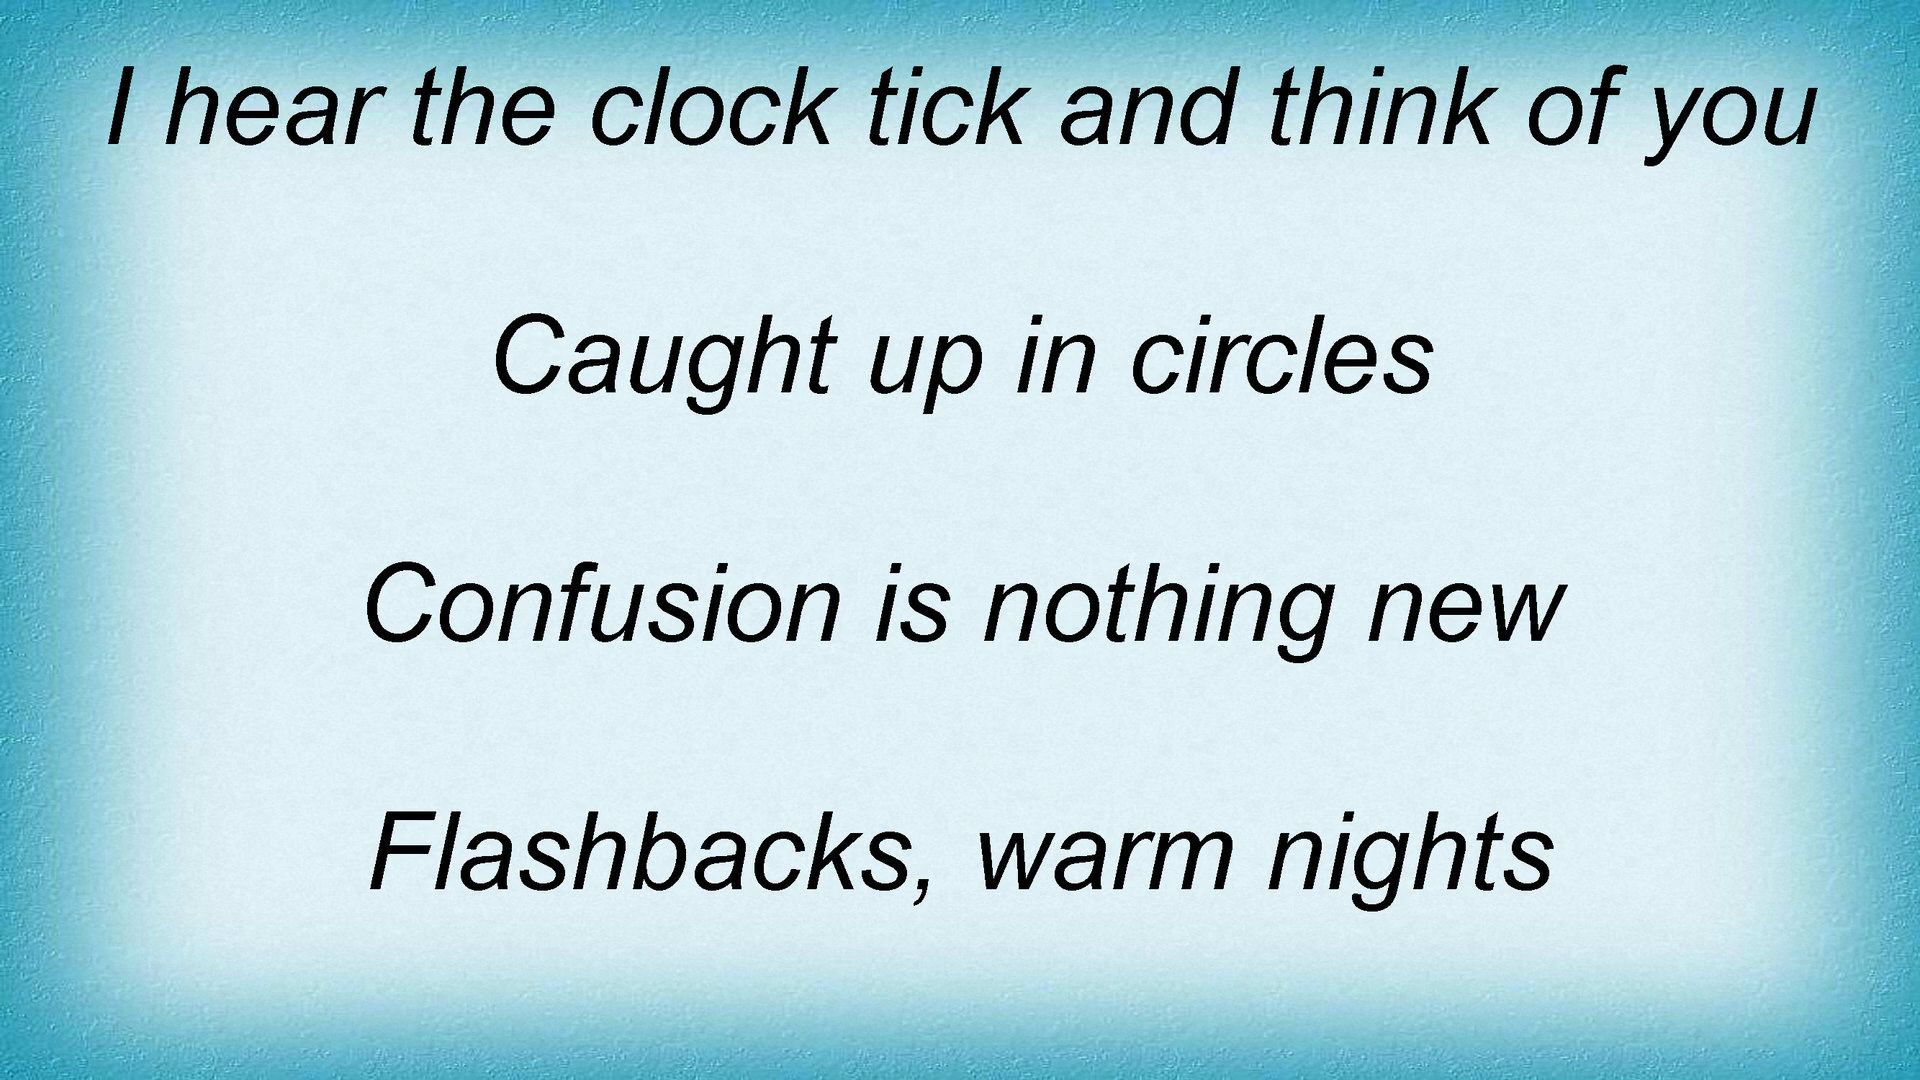 I hear the clock tick and think of you
Caught up in circles
Confusion is nothing new
Flashbacks, warm nights